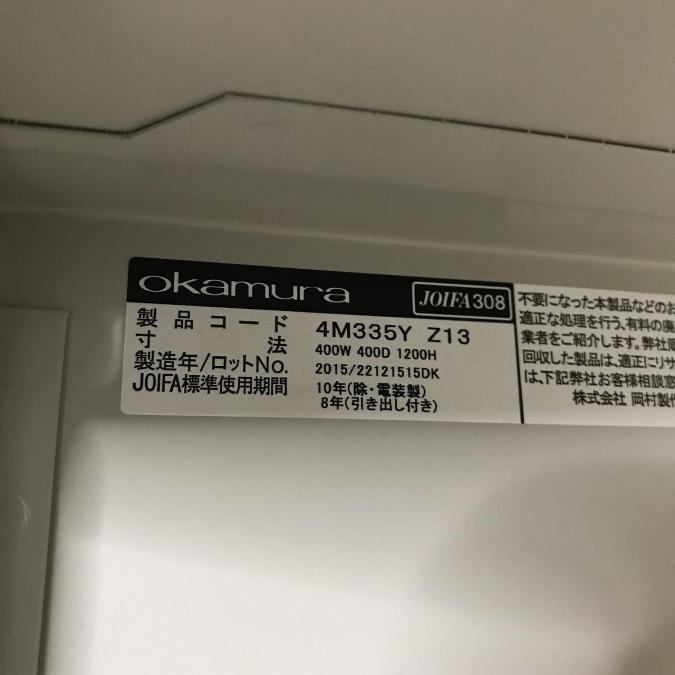 okamura
JOIFA308
製品コード 4M335Y Z13
寸法 400W 400D 1200H
製造年/ロットNo. 2015/22121515DK
JOIFA標準使用期間 10年(除・電装製)
8年(引き出し付き)
不要になった本製品などのお
適正な処理を行う、有料の廃
業者をご紹介します。弊社
回収した製品は、適正にリサ
は、下記弊社お客様相談窓
株式会社 岡村製作